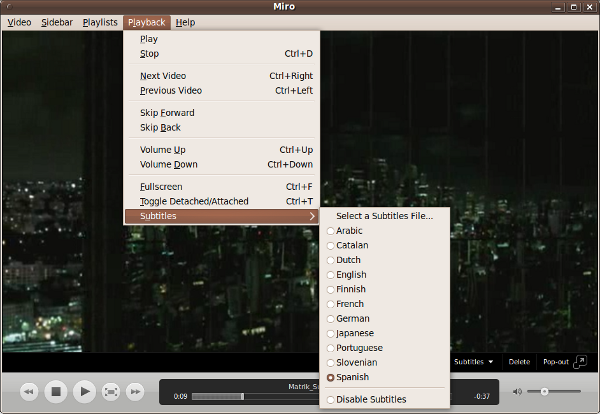 Miro
Video Sidebar Playlists Playback Help
Play
Stop Ctrl+D
Next Video Ctrl+Right
Previous Video Ctrl+Left
Skip Forward
Skip Back
Volume Up Ctrl+Up
Volume Down Ctrl+Down
Fullscreen Ctrl+F
Toggle Detached/Attached Ctrl+T
Subtitles
Select a Subtitles File...
Arabic
Catalan
Dutch
English
Finnish
French
German
Japanese
Portuguese
Slovenian
Spanish
Disable Subtitles
Subtitles Delete Pop-out
0:09 -0:37